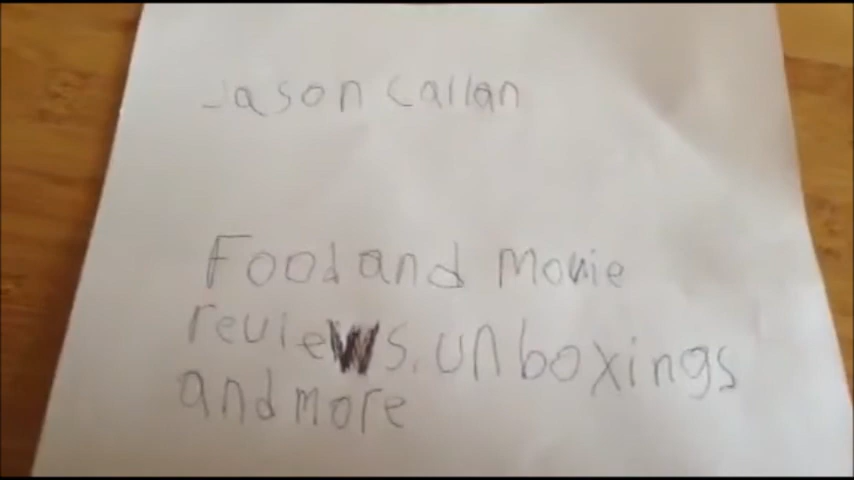 Jason Callan
Food and Movie
reviews. unboxings
and more